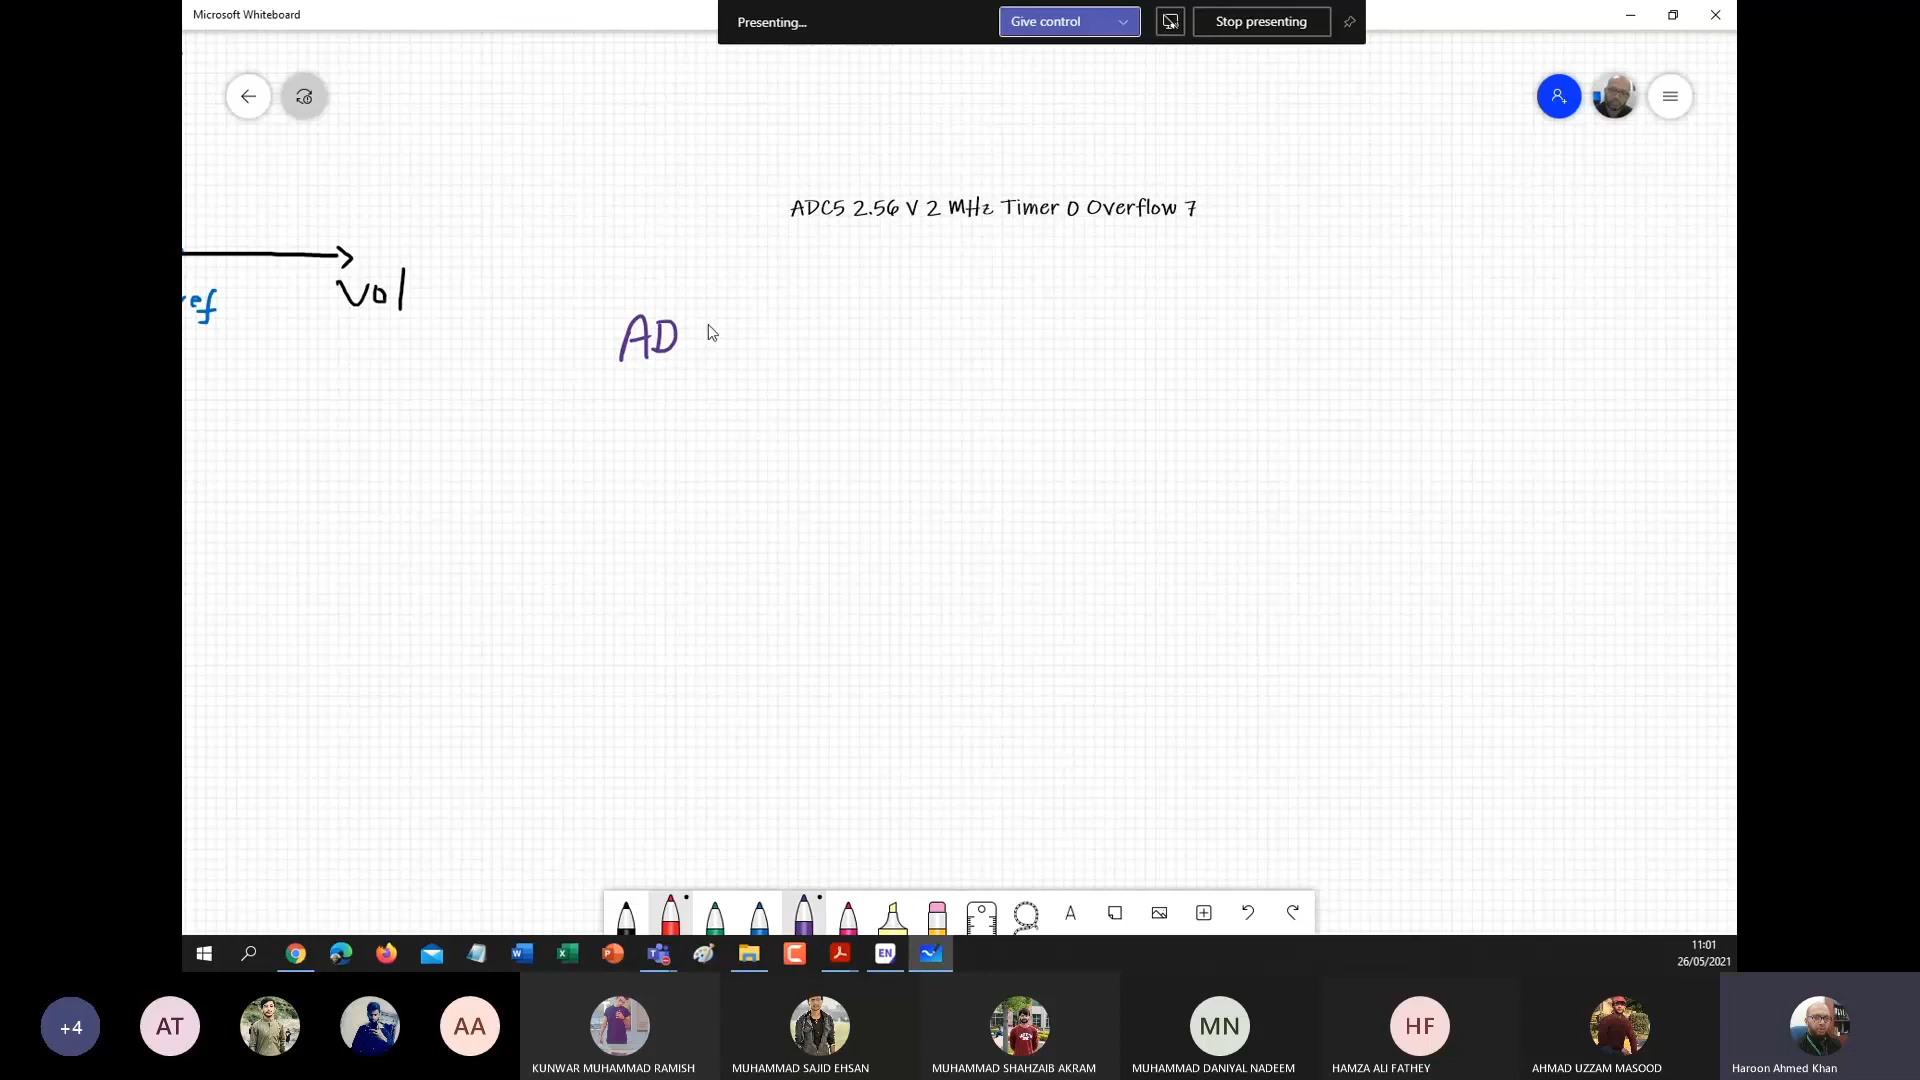 Microsoft Whiteboard
Presenting...
Give control
Stop presenting
ADC5 2.56 V 2 MHz Timer 0 Overflow 7
Vol
ef
AD
A
EN
11:01
26/05/2021
+4
AT
AA
MN
HF
KUNWAR MUHAMMAD RAMISH
MUHAMMAD SAJID EHSAN
MUHAMMAD SHAHZAIB AKRAM
MUHAMMAD DANIYAL NADEEM
HAMZA ALI FATHEY
AHMAD UZZAM MASOOD
Haroon Ahmed Khan